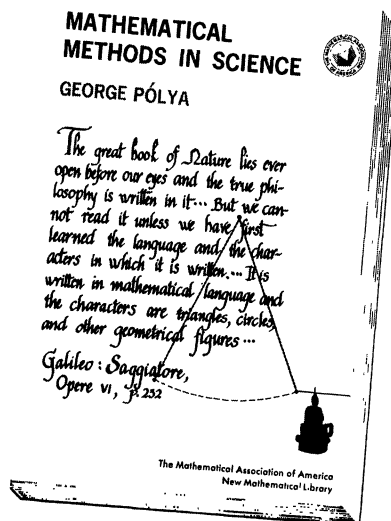 MATHEMATICAL
METHODS IN SCIENCE
GEORGE PÓLYA
The great book of Nature lies ever
open before our eyes and the true phi-
losophy is written in it... But we can-
not read it unless we have first
learned the language and the char-
acters in which it is written.... It is
written in mathematical language and
the characters are triangles, circles,
and other geometrical figures...
Galileo: Saggiatore,
Opere VI, p. 232
The Mathematical Association of America
New Mathematical Library